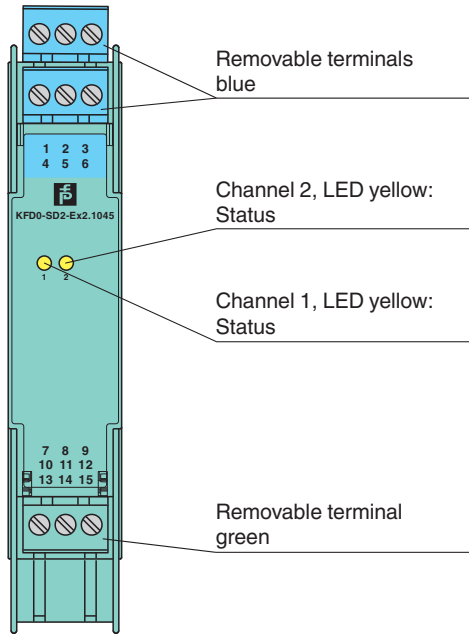 Removable terminals
blue
1 2 3
4 5 6
KFD0-SD2-Ex2.1045
Channel 2, LED yellow:
Status
1 2
Channel 1, LED yellow:
Status
7 8 9
10 11 12
13 14 15
Removable terminal
green